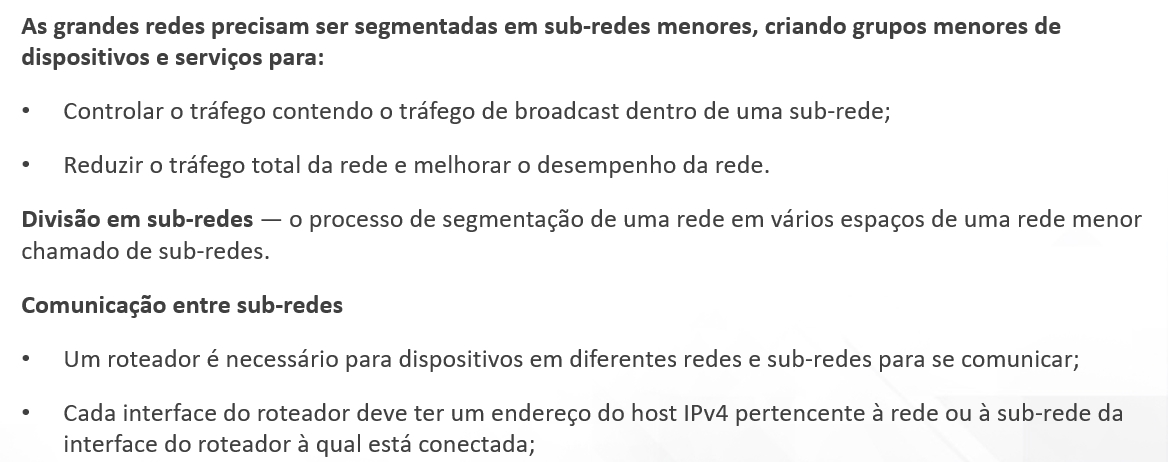 As grandes redes precisam ser segmentadas em sub-redes menores, criando grupos menores de
dispositivos e serviços para:
• Controlar o tráfego contendo o tráfego de broadcast dentro de uma sub-rede;
• Reduzir o tráfego total da rede e melhorar o desempenho da rede.
Divisão em sub-redes — o processo de segmentação de uma rede em vários espaços de uma rede menor
chamado de sub-redes.
Comunicação entre sub-redes
• Um roteador é necessário para dispositivos em diferentes redes e sub-redes para se comunicar;
• Cada interface do roteador deve ter um endereço do host IPv4 pertencente à rede ou à sub-rede da
interface do roteador à qual está conectada;